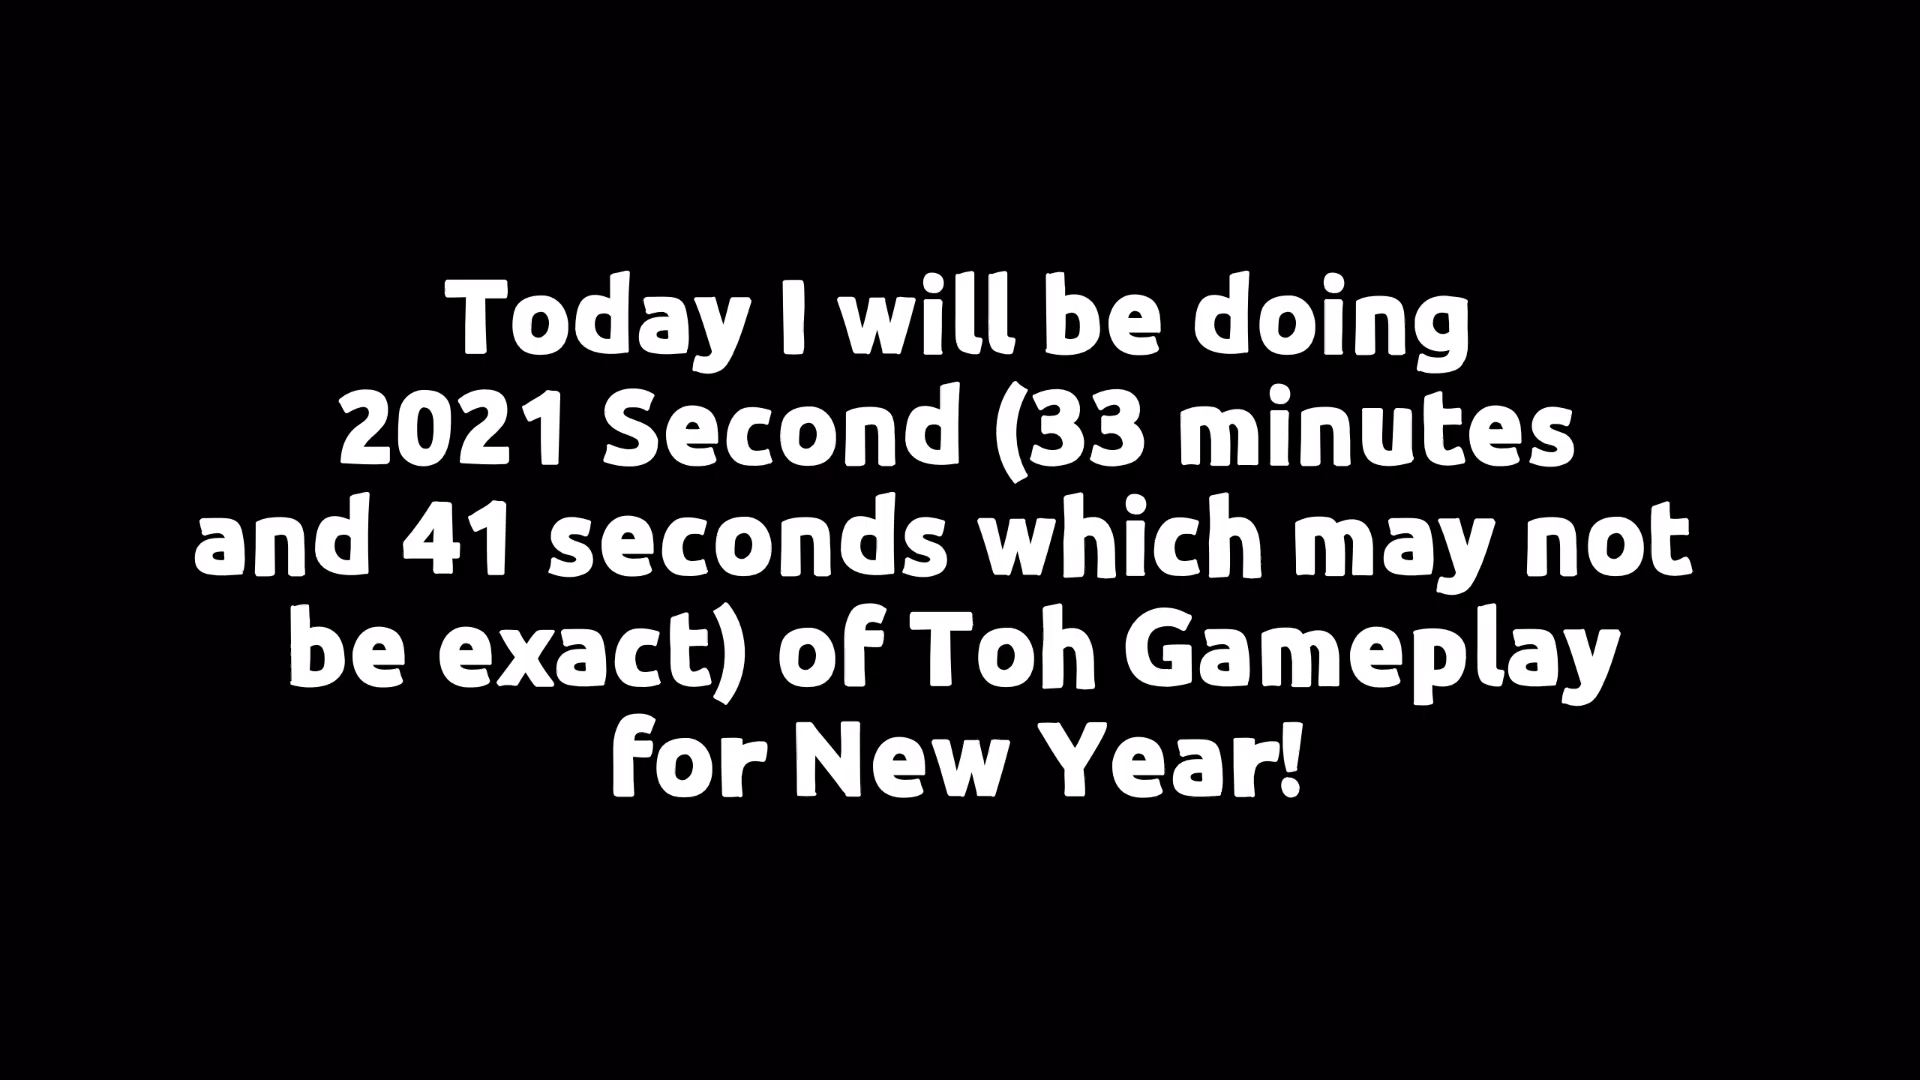 Today I will be doing
2021 Second (33 minutes
and 41 seconds which may not
be exact) of Toh Gameplay
for New Year!